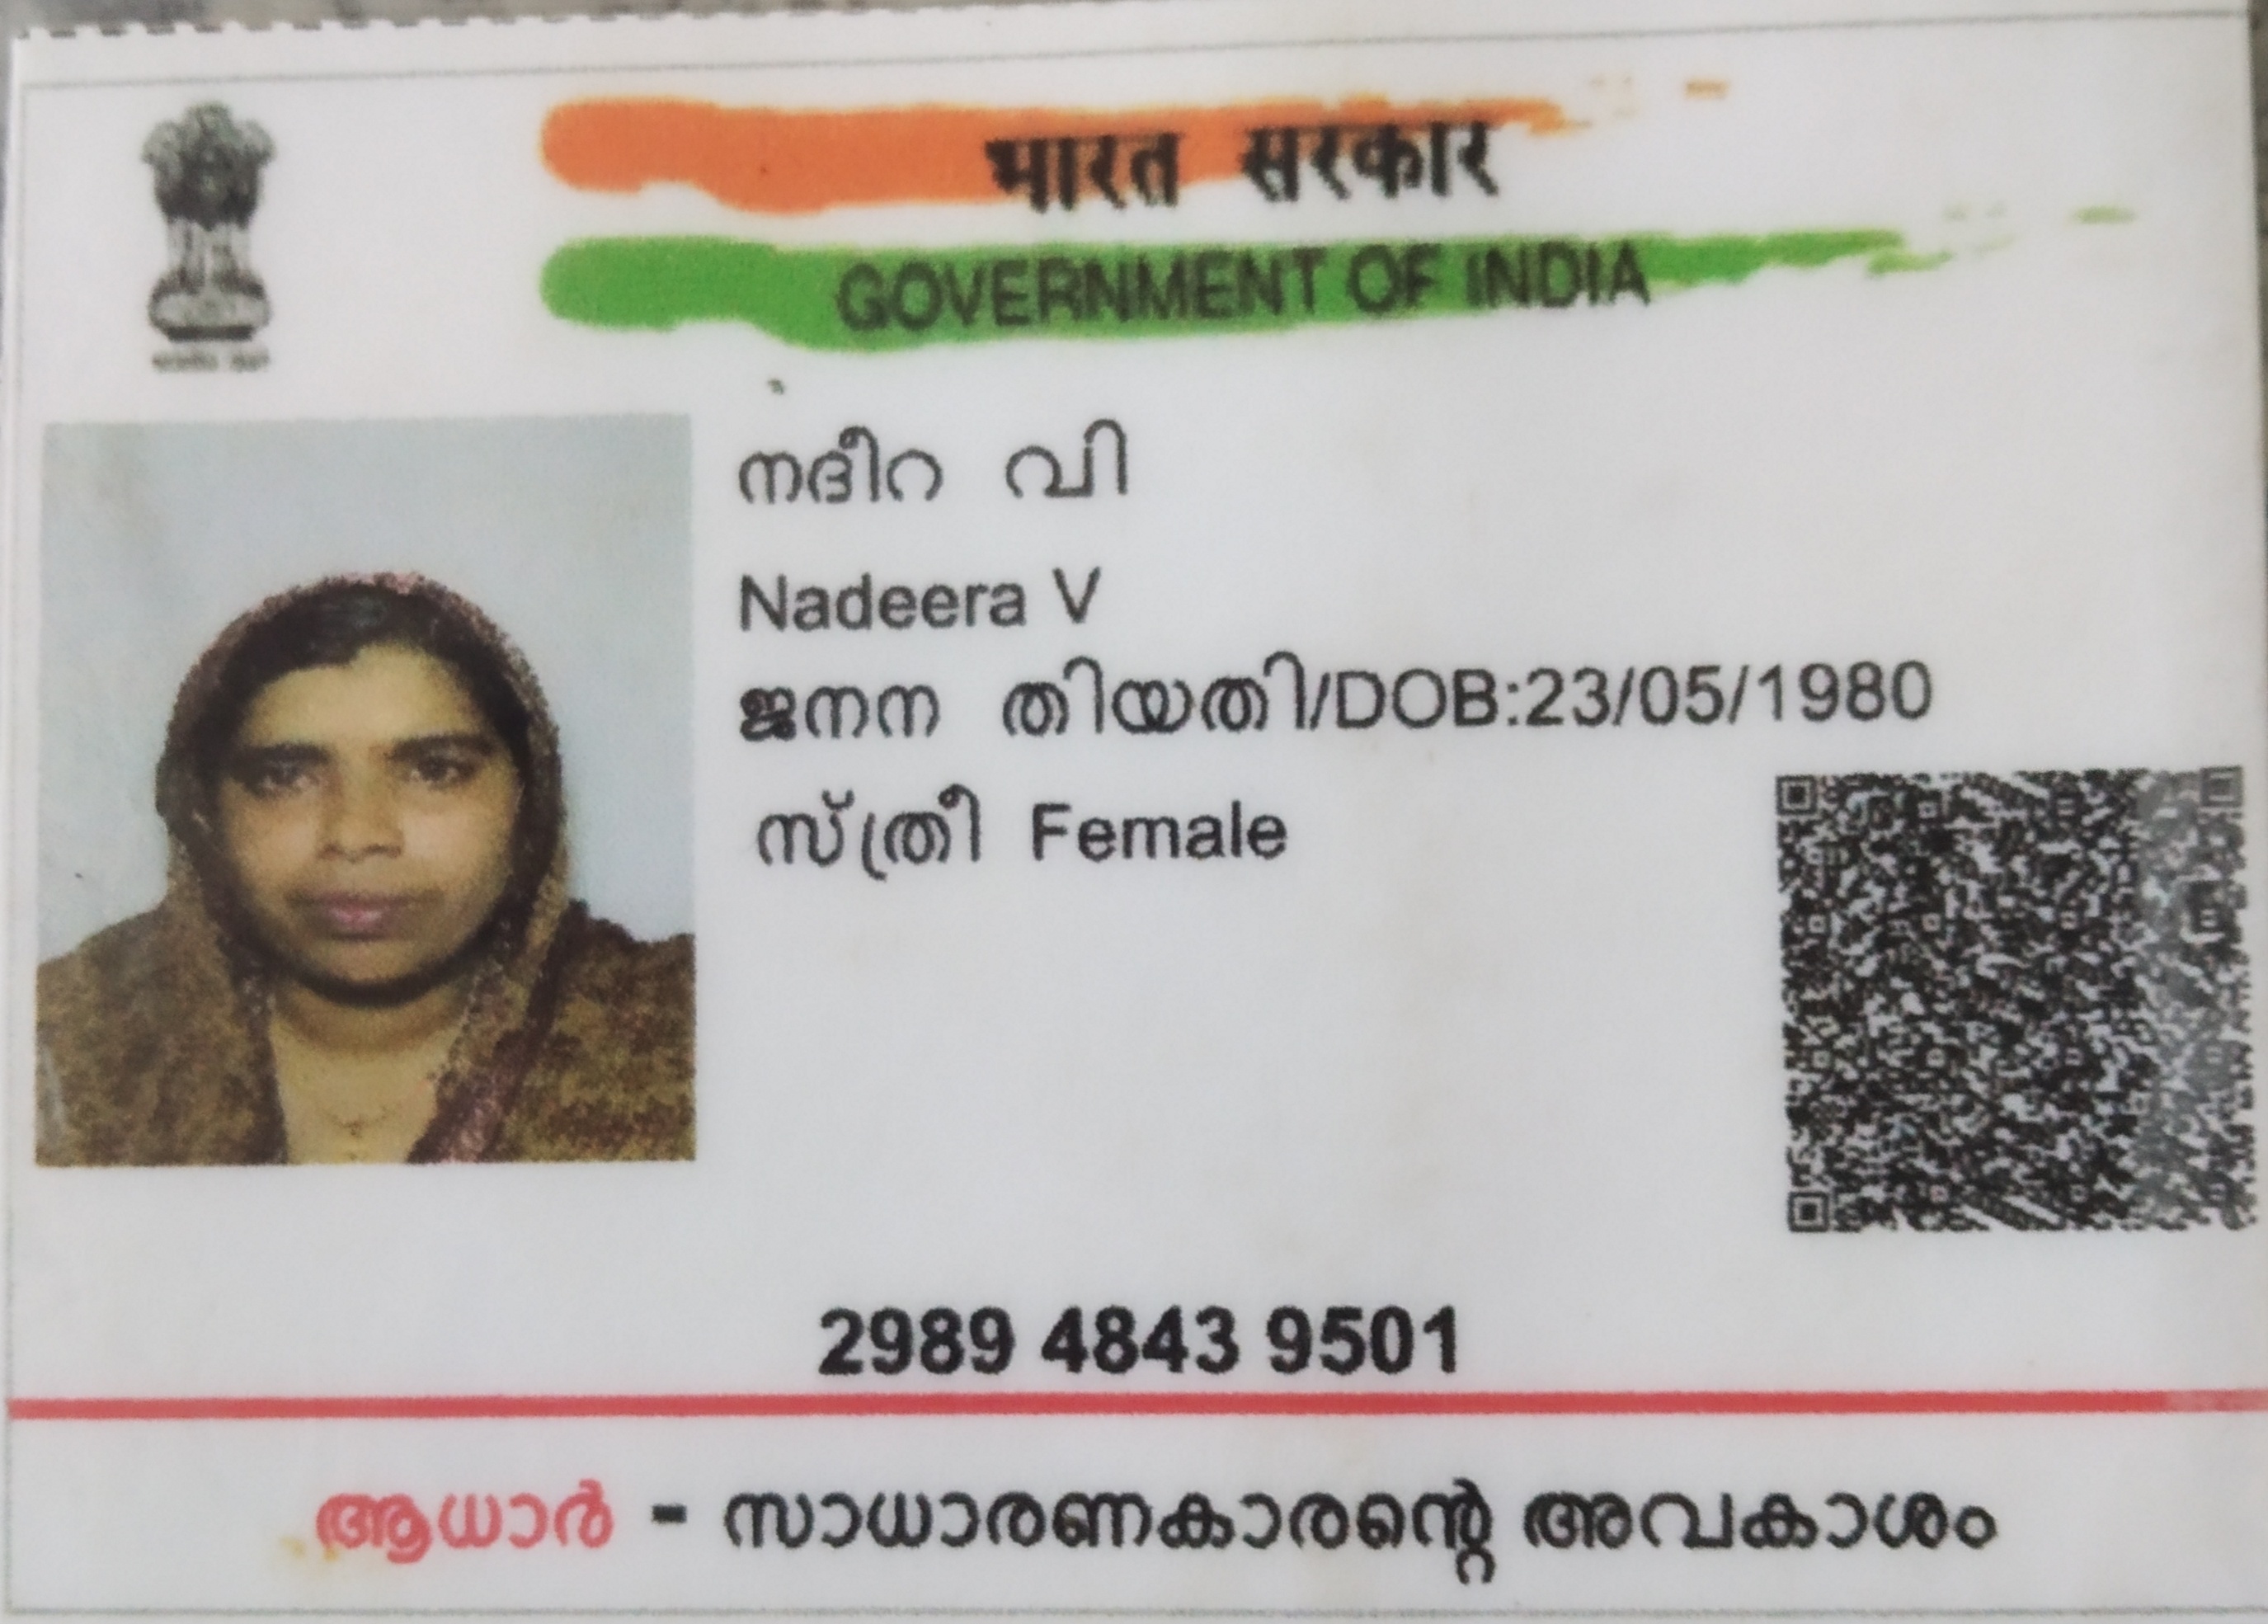 भारत सरकार
GOVERNMENT OF INDIA
നദീറ വി
Nadeera V
ജനന തിയതി/DOB:23/05/1980
സ്ത്രീ Female
2989 4843 9501
ആധാർ - സാധാരണകാരന്റെ അവകാശം